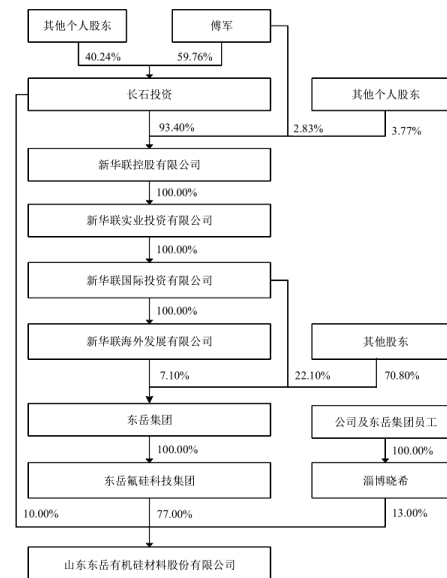 其他个人股东
傅军
40.24%
59.76%
长石投资
其他个人股东
93.40%
2.83%
3.77%
新华联控股有限公司
100.00%
新华联实业投资有限公司
100.00%
新华联国际投资有限公司
100.00%
新华联海外发展有限公司
其他股东
7.10%
22.10%
70.80%
东岳集团
公司及东岳集团员工
100.00%
100.00%
东岳氟硅科技集团
淄博晓希
10.00%
77.00%
13.00%
山东东岳有机硅材料股份有限公司